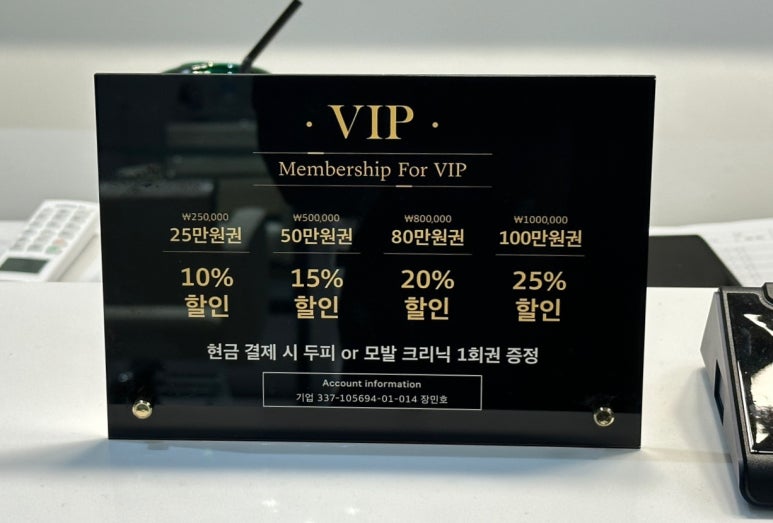 · VIP ·
Membership For VIP
₩250,000 ₩500,000 ₩800,000 ₩1000,000
25만원권 50만원권 80만원권 100만원권
10% 15% 20% 25%
할인 할인 할인 할인
현금 결제 시 두피 or 모발 크리닉 1회권 증정
Account information
기업 337-105694-01-014 장민호